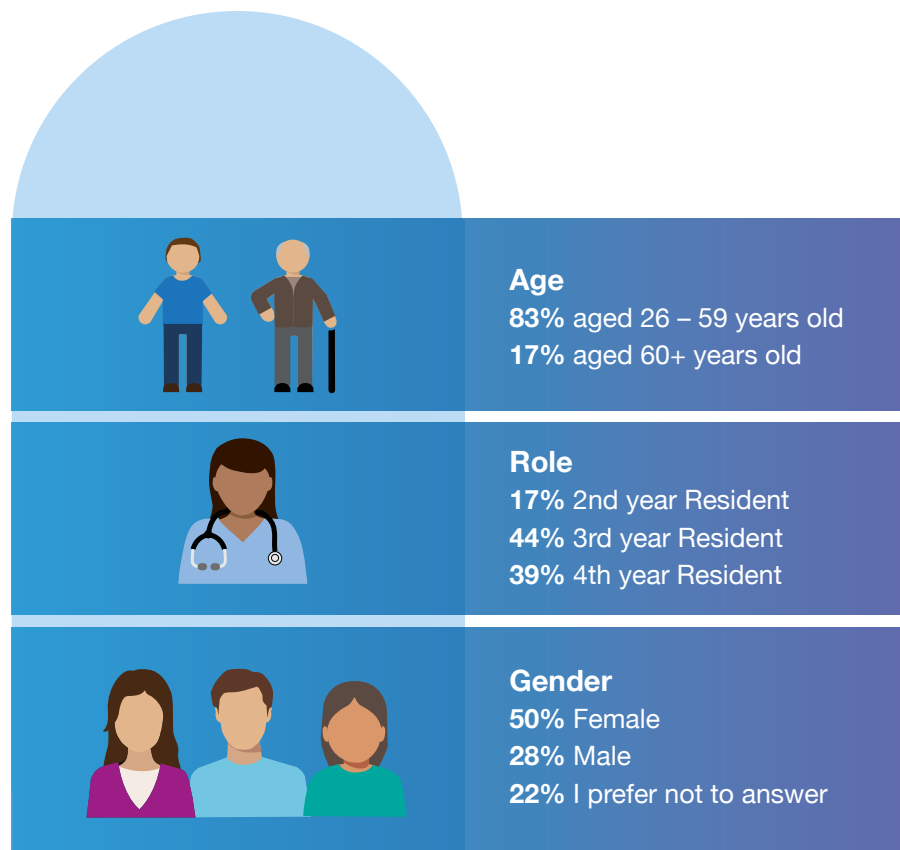 Age
83% aged 26 – 59 years old
17% aged 60+ years old
Role
17% 2nd year Resident
44% 3rd year Resident
39% 4th year Resident
Gender
50% Female
28% Male
22% I prefer not to answer